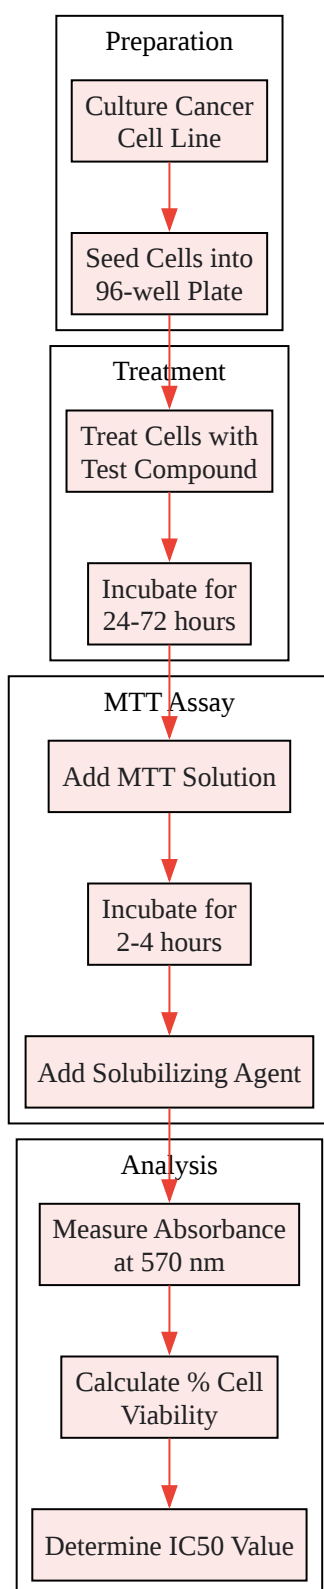 Preparation
Culture Cancer
Cell Line
Seed Cells into
96-well Plate
Treatment
Treat Cells with
Test Compound
Incubate for
24-72 hours
MTT Assay
Add MTT Solution
Incubate for
2-4 hours
Add Solubilizing Agent
Analysis
Measure Absorbance
at 570 nm
Calculate % Cell
Viability
Determine IC50 Value